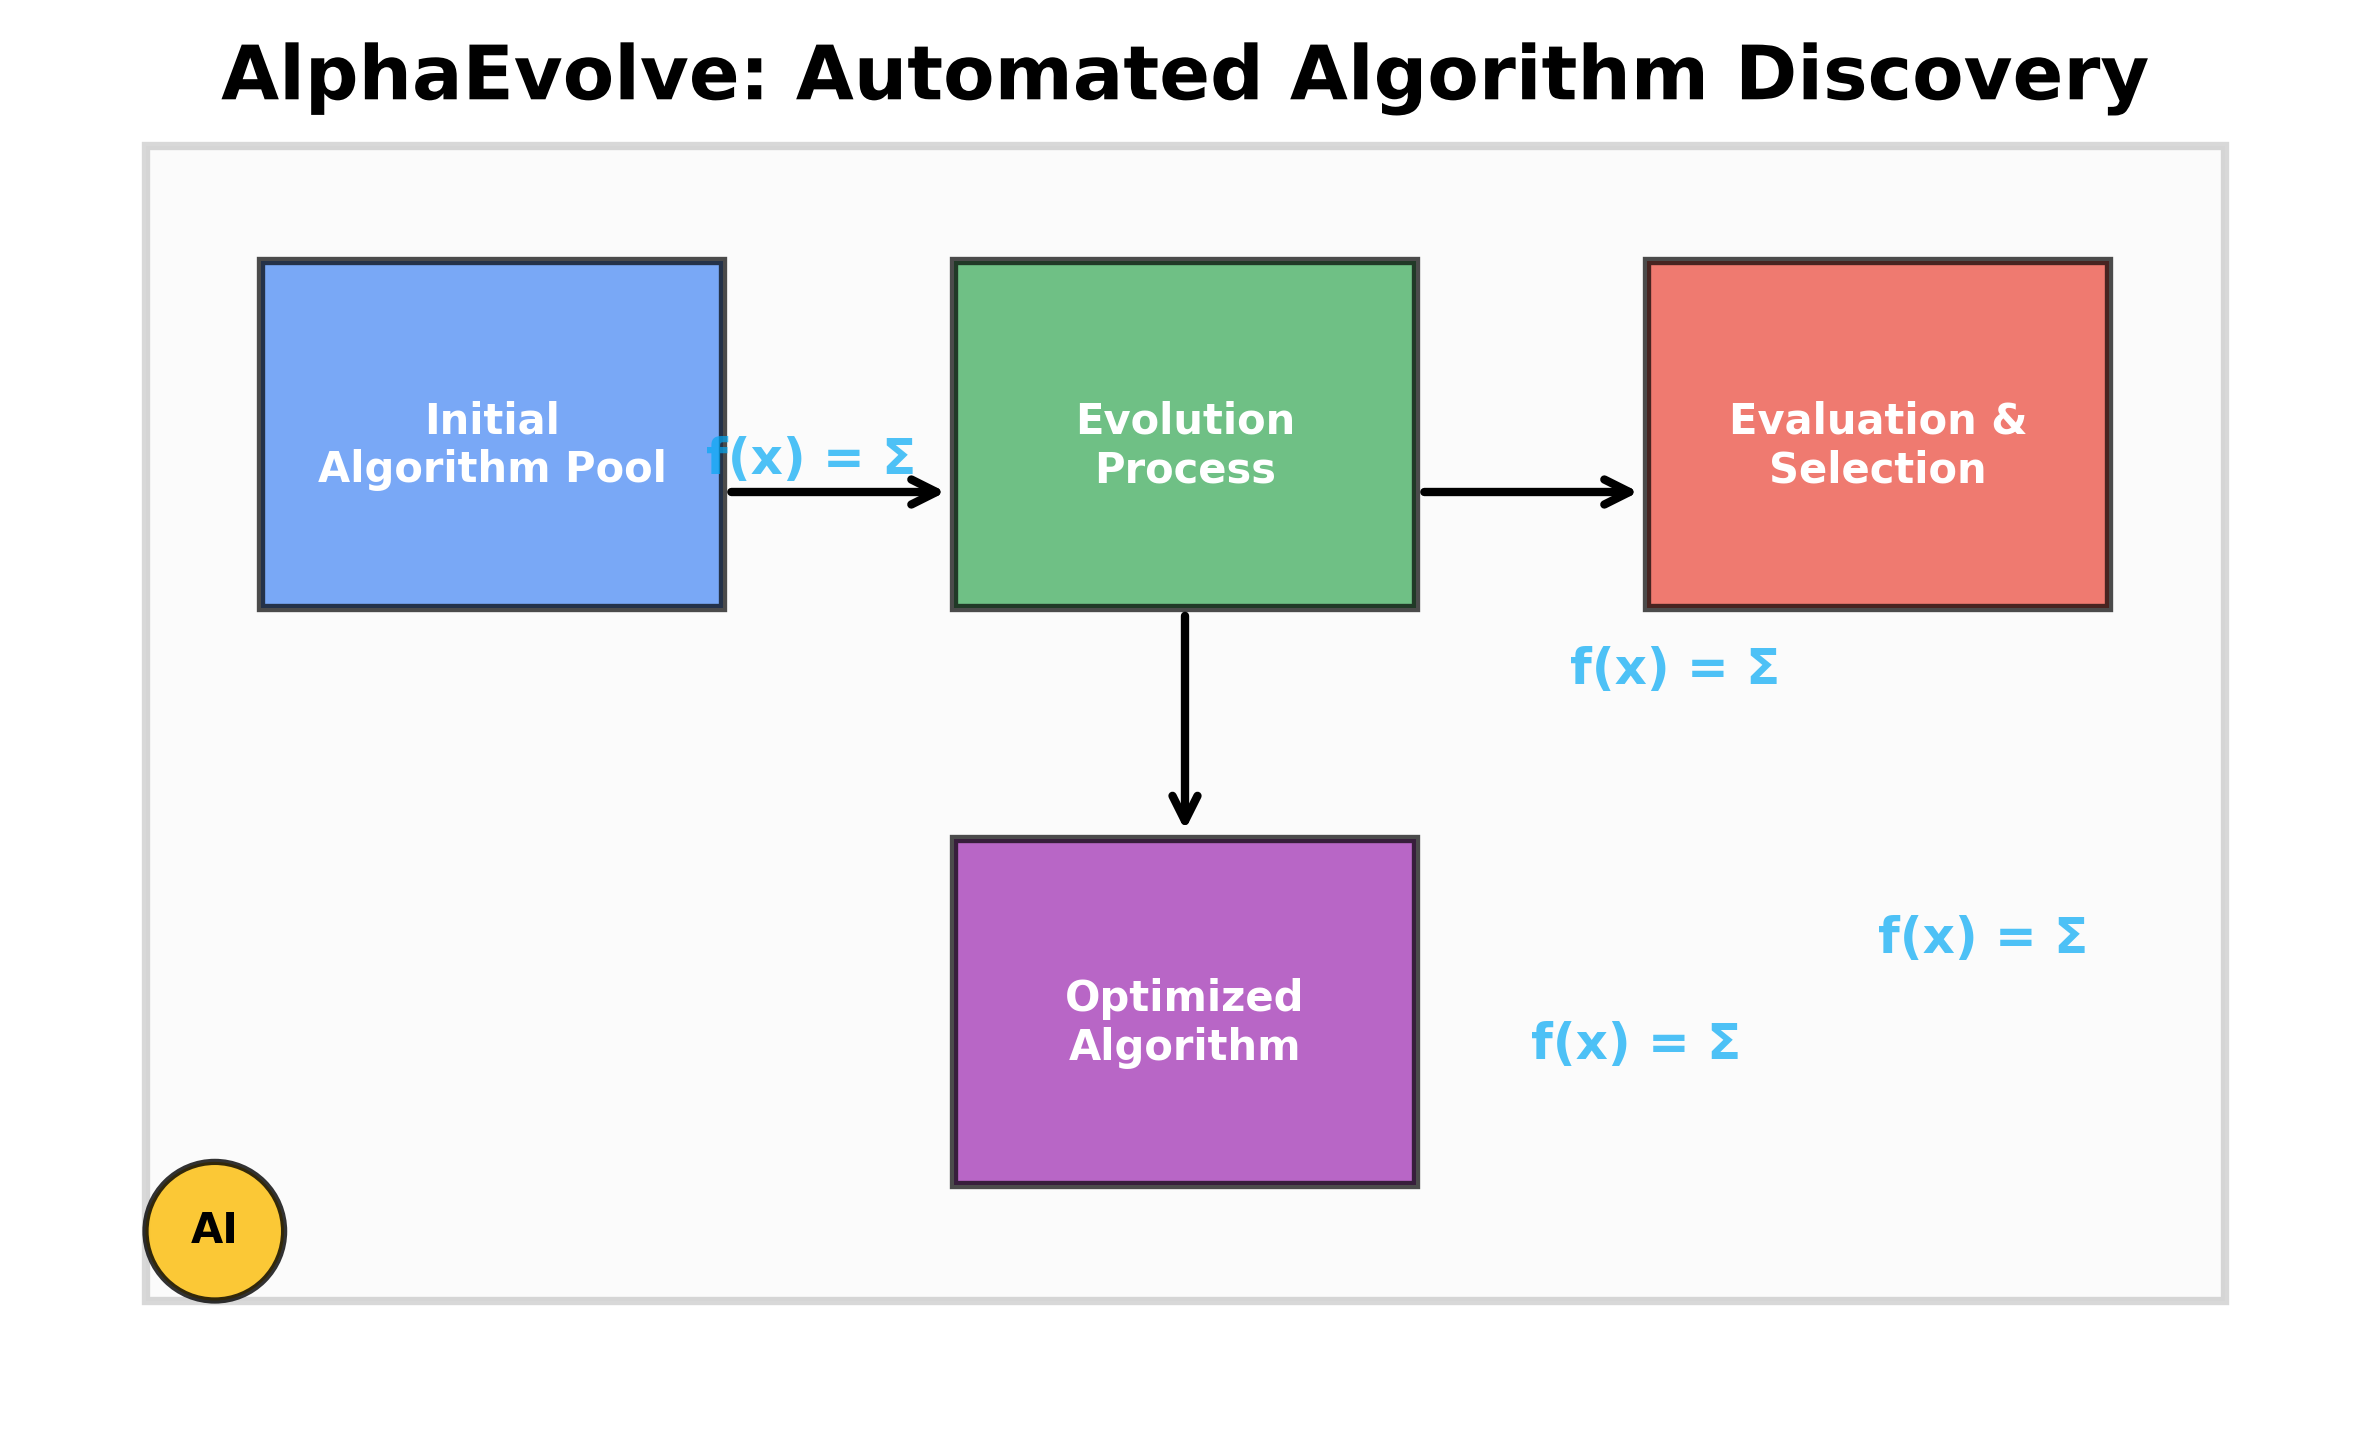 AlphaEvolve: Automated Algorithm Discovery
Initial
Algorithm Pool
f(x) = Σ
Evolution
Process
Evaluation &
Selection
f(x) = Σ
f(x) = Σ
Optimized
Algorithm
f(x) = Σ
AI